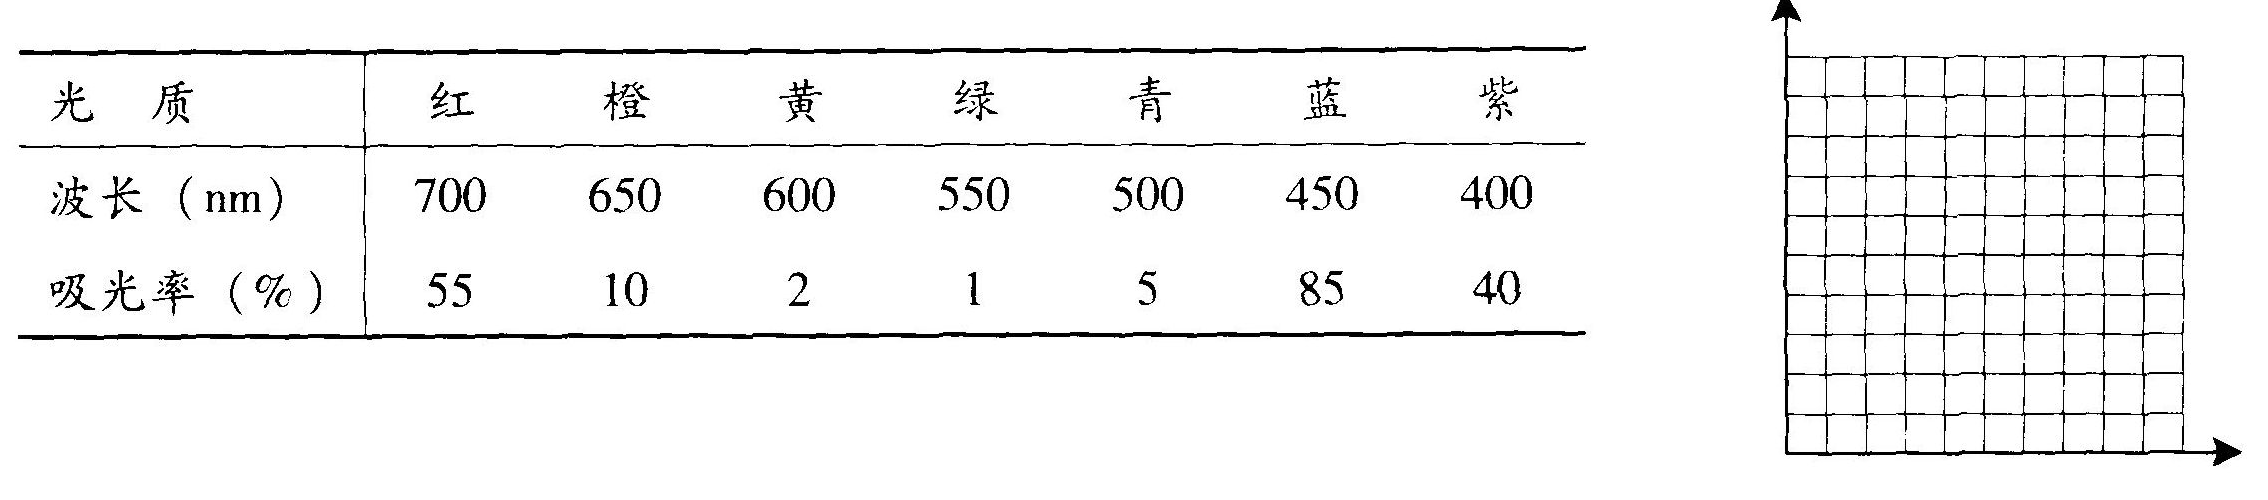 光 质 红 橙 黄 绿 青 蓝 紫
波长（nm） 700 650 600 550 500 450 400
吸光率（%） 55 10 2 1 5 85 40